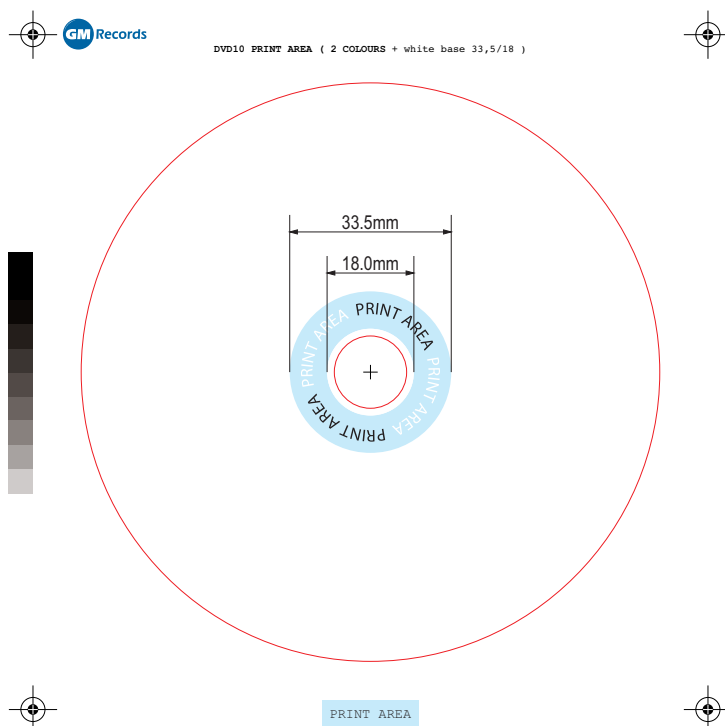 GM Records
DVD10 PRINT AREA ( 2 COLOURS + white base 33,5/18 )
33.5mm
18.0mm
PRINT AREA PRINT AREA
PRINT AREA PRINT AREA
PRINT AREA